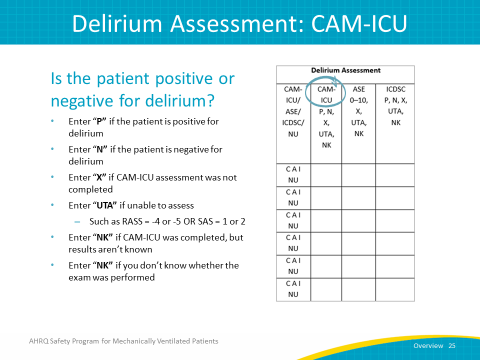 Delirium Assessment: CAM-ICU
Is the patient positive or
negative for delirium?
• Enter “P” if the patient is positive for
delirium
• Enter “N” if the patient is negative for
delirium
• Enter “X” if CAM-ICU assessment was not
completed
• Enter “UTA” if unable to assess
– Such as RASS = -4 or -5 OR SAS = 1 or 2
• Enter “NK” if CAM-ICU was completed, but
results aren’t known
• Enter “NK” if you don’t know whether the
exam was performed
Delirium Assessment
CAM-
ICU/
ASE/
ICDSC/
NU
CAM-
ICU
P, N,
X,
UTA,
NK
ASE
0–10,
X,
UTA,
NK
ICDSC
P, N, X,
UTA,
NK
C A I
NU
C A I
NU
C A I
NU
C A I
NU
C A I
NU
C A I
NU
AHRQ Safety Program for Mechanically Ventilated Patients
Overview 25